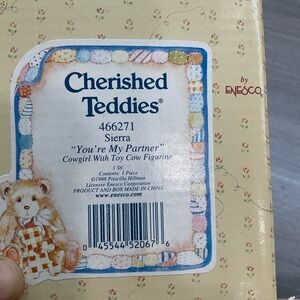 Cherished
Teddies®
466271
Sierra
"You're My Partner"
Cowgirl With Toy Cow Figurine
1 Set
Contents: 1 Piece
©1998 Priscilla Hillman
Licensee Enesco Corporation
PRODUCT AND BOX MADE IN CHINA
www.enesco.com
0 45544 52067 6
by
ENESCO